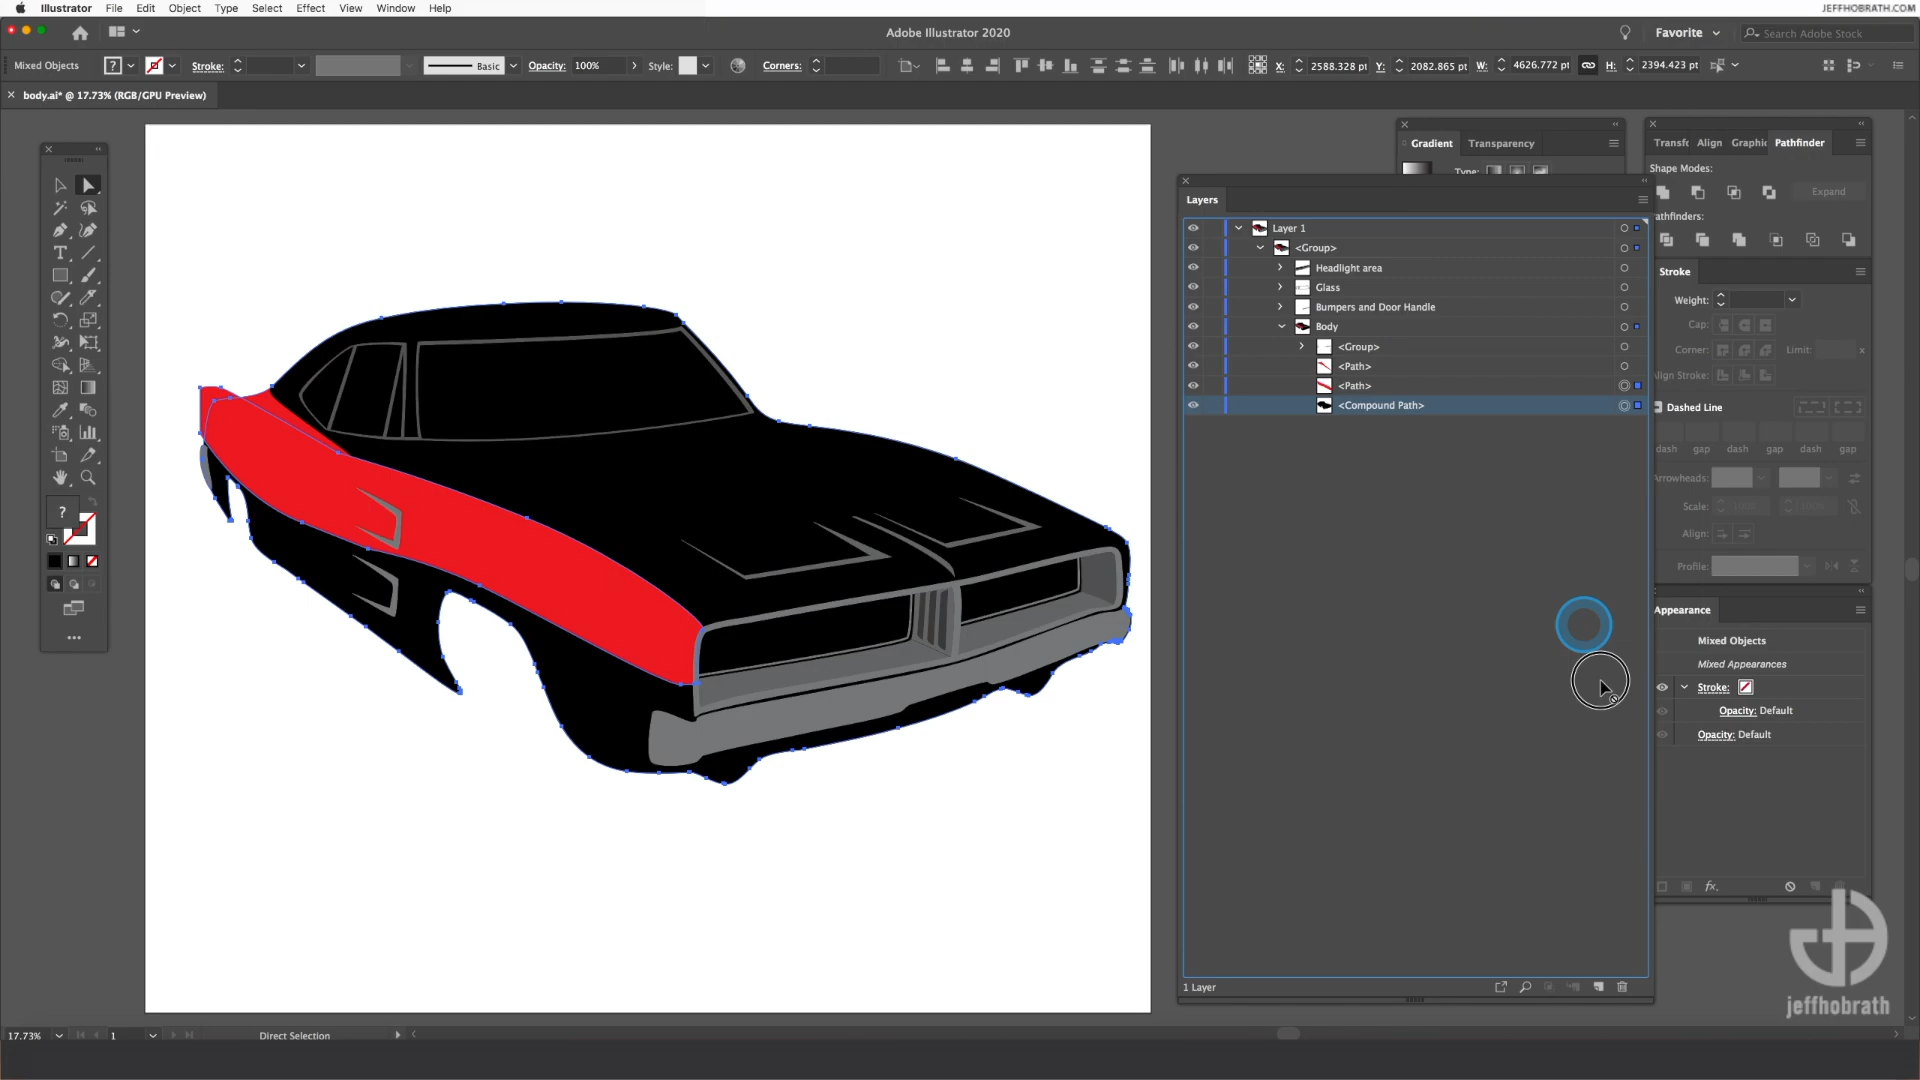 Illustrator File Edit Object Type Select Effect View Window Help
JEFFHOBRATH.COM
Adobe Illustrator 2020
Favorite
Search Adobe Stock
Mixed Objects
?
Stroke:
Basic
Opacity: 100%
Style:
Corners:
X: 2588.328 pt Y: 2082.865 pt W: 4626.772 pt H: 2394.423 pt
body.ai* @ 17.73% (RGB/GPU Preview)
Gradient Transparency
Type:
Transfc Align Graphic Pathfinder
Shape Modes:
Expand
athfinders:
Layers
Layer 1
<Group>
Headlight area
Glass
Bumpers and Door Handle
Body
<Group>
<Path>
<Path>
<Compound Path>
Stroke
Weight:
Cap:
Corner: Limit: x
lign Stroke:
Dashed Line
dash gap dash gap dash gap
Arrowheads:
Scale:
Align:
Profile:
Appearance
Mixed Objects
Mixed Appearances
Stroke:
Opacity: Default
Opacity: Default
fx.
?
1 Layer
jeffhobrath
17.73% 1 Direct Selection